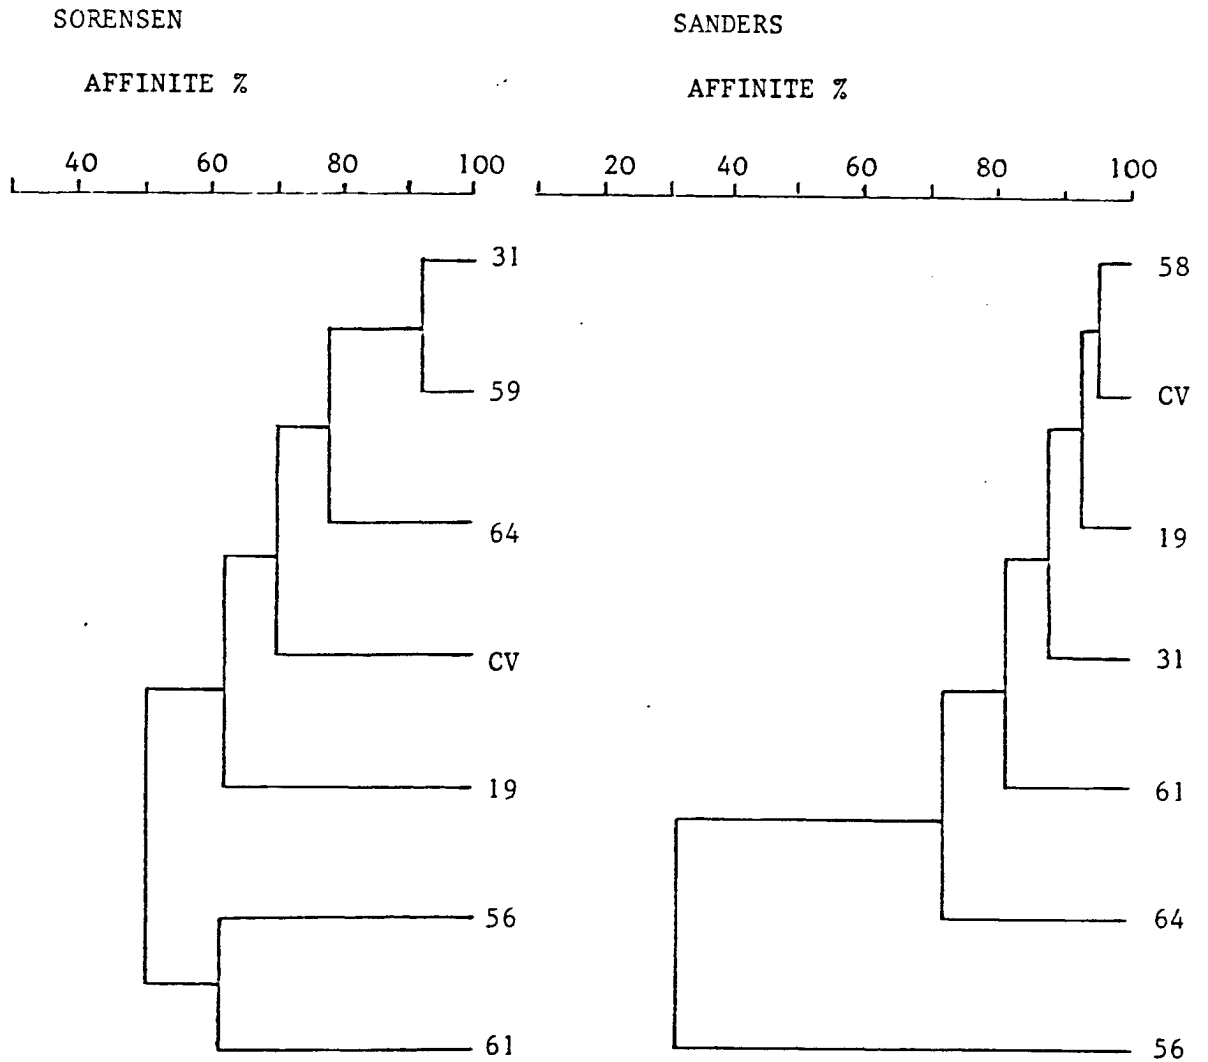 SORENSEN
AFFINITE %
40 60 80 100
31
59
64
CV
19
56
61
SANDERS
AFFINITE %
20 40 60 80 100
58
CV
19
31
61
64
56